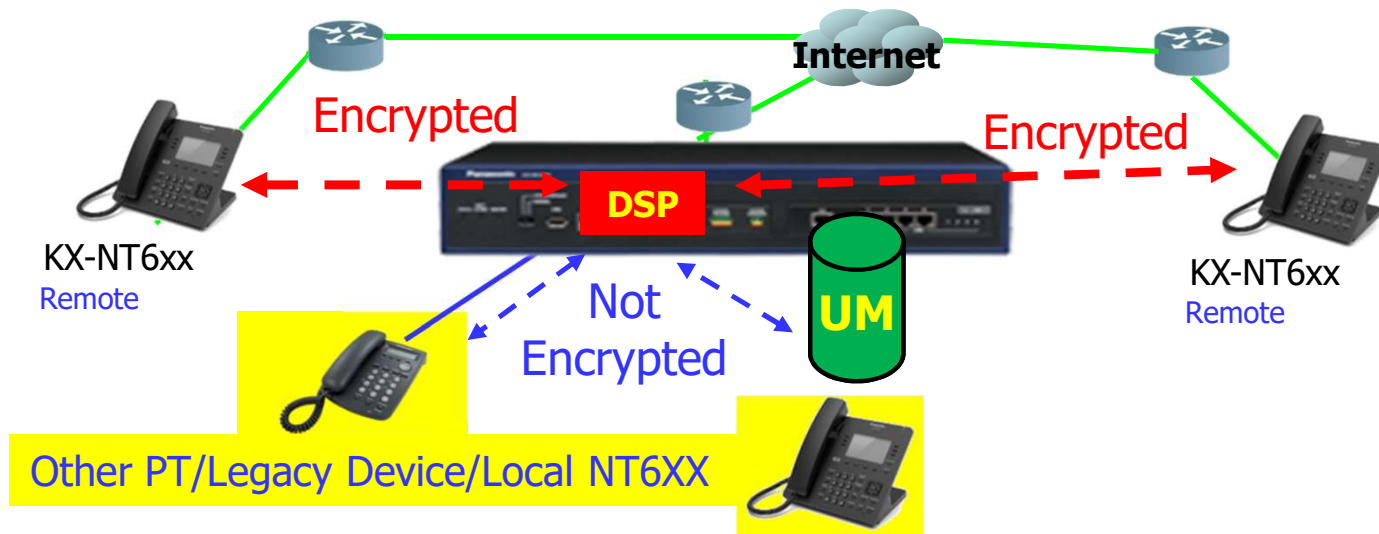 Internet
Encrypted
Encrypted
Panasonic
DSP
KX-NT6xx
Remote
KX-NT6xx
Remote
Not
Encrypted
UM
Other PT/Legacy Device/Local NT6XX